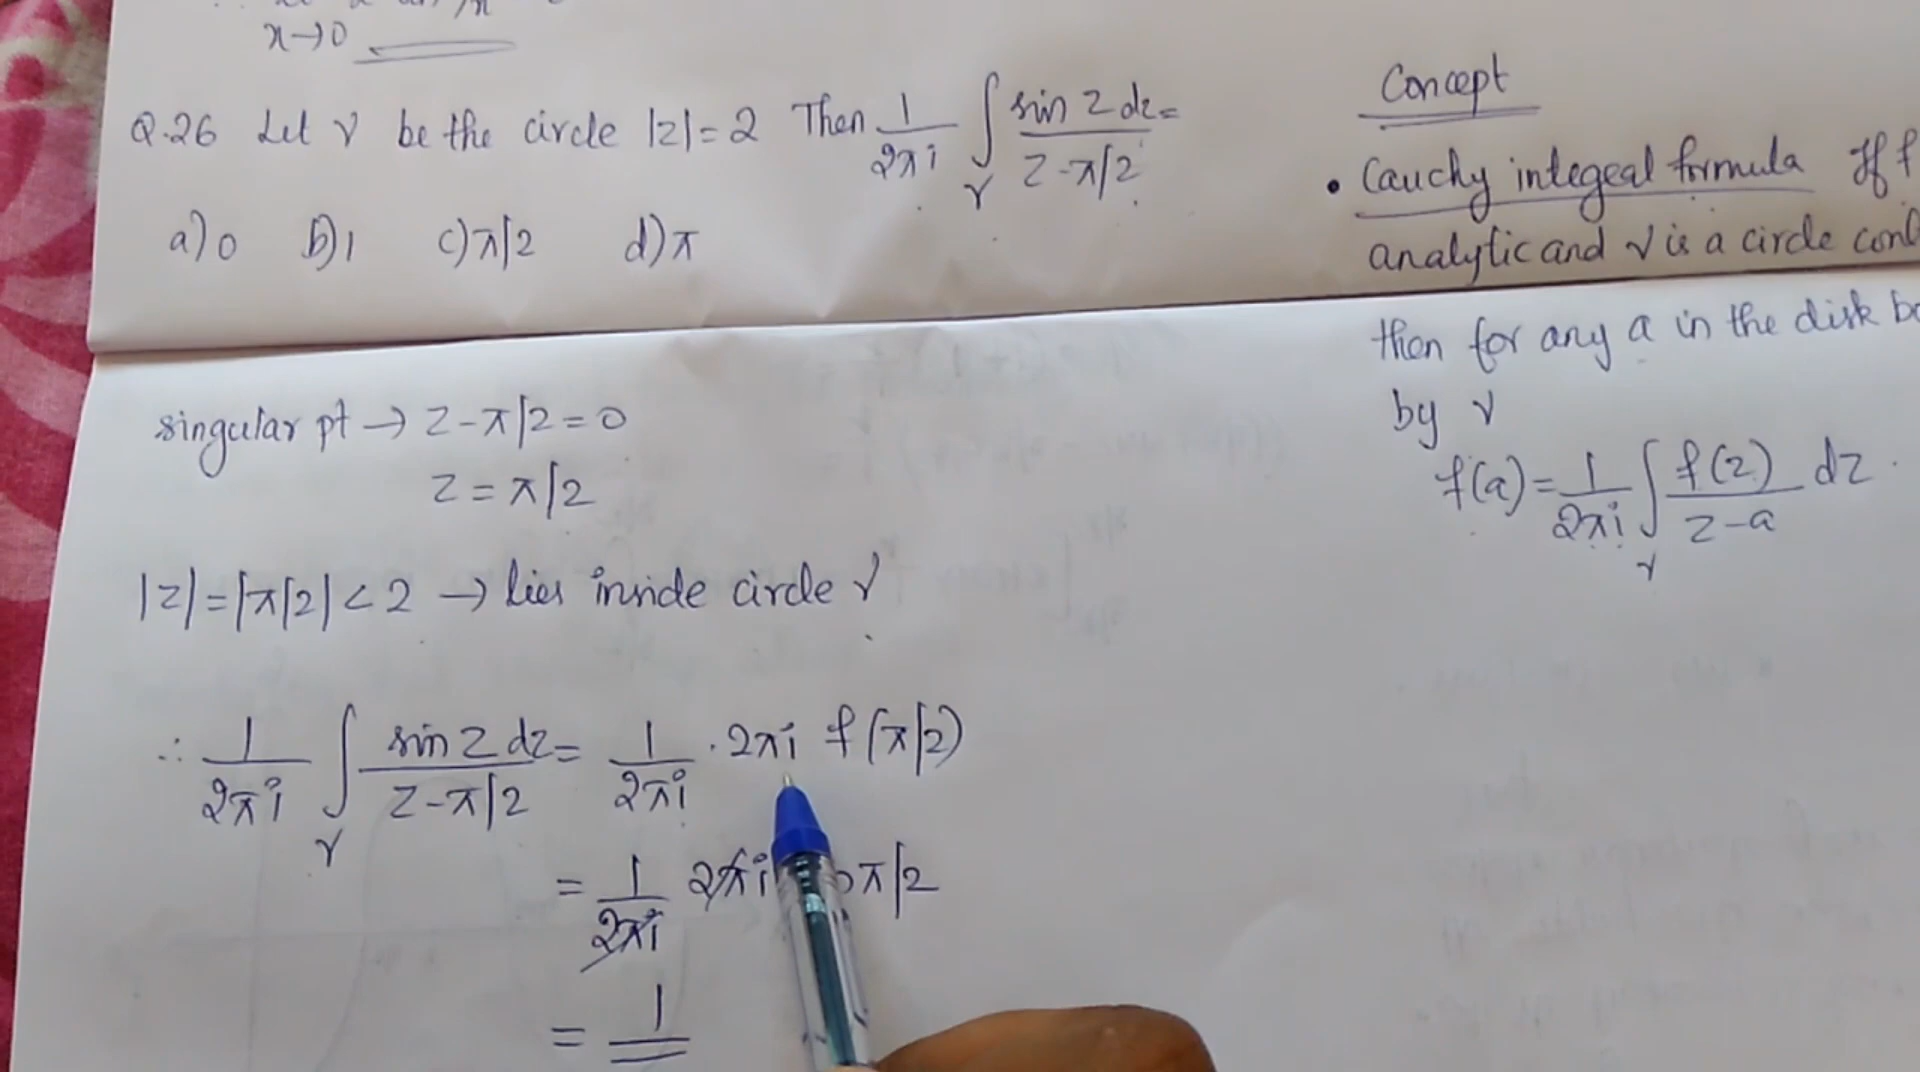 x→0
Q.26 Let γ be the circle |z|=2 Then 1/2πi ∫γ sin z dz/z-π/2 =
a) 0 b) 1 c) π/2 d) π
singular pt → z-π/2=0
z=π/2
|z|=|π/2|<2 → lies inside circle γ
∴ 1/2πi ∫γ sin z dz/z-π/2 = 1/2πi · 2πi f(π/2)
= 1/2πi 2πi π/2
= 1
Concept
• Cauchy integeal formula If f
analytic and γ is a circle
then for any a in the disk
by γ
f(a)=1/2πi ∫γ f(z)/z-a dz